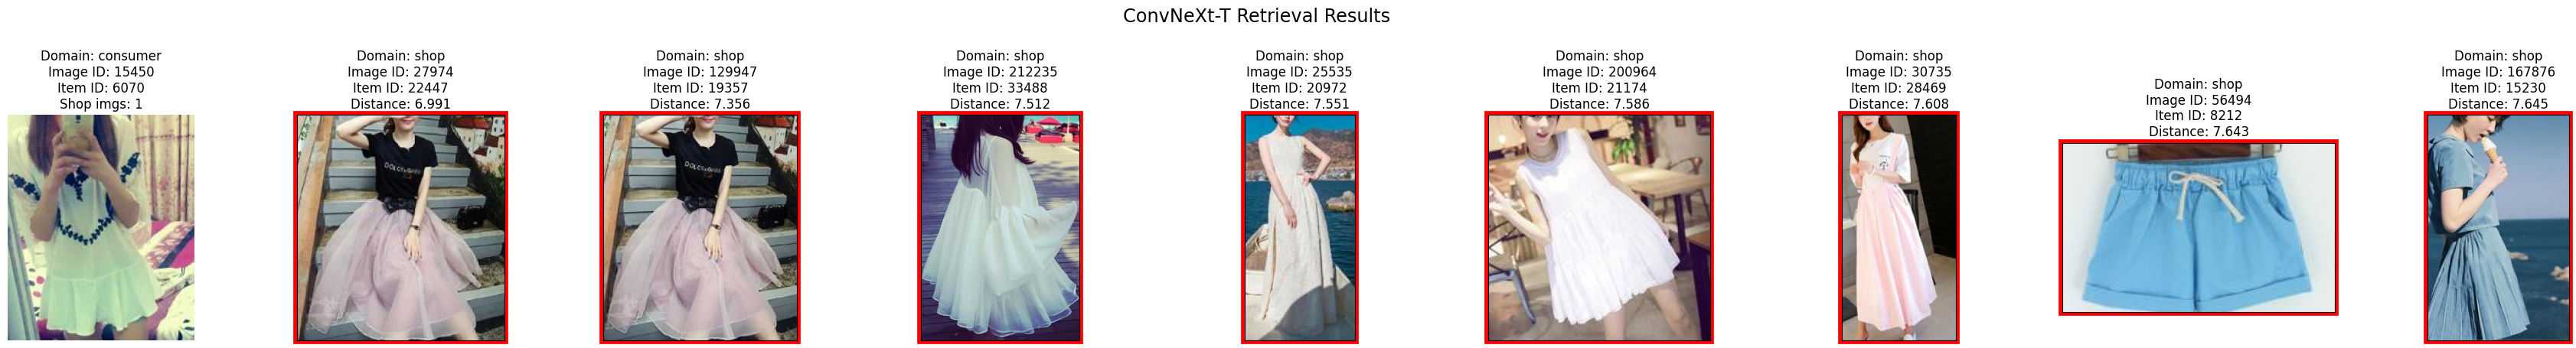 ConvNeXt-T Retrieval Results
Domain: consumer
Image ID: 15450
Item ID: 6070
Shop imgs: 1
Domain: shop
Image ID: 27974
Item ID: 22447
Distance: 6.991
Domain: shop
Image ID: 129947
Item ID: 19357
Distance: 7.356
Domain: shop
Image ID: 212235
Item ID: 33488
Distance: 7.512
Domain: shop
Image ID: 25535
Item ID: 20972
Distance: 7.551
Domain: shop
Image ID: 200964
Item ID: 21174
Distance: 7.586
Domain: shop
Image ID: 30735
Item ID: 28469
Distance: 7.608
Domain: shop
Image ID: 56494
Item ID: 8212
Distance: 7.643
Domain: shop
Image ID: 167876
Item ID: 15230
Distance: 7.645